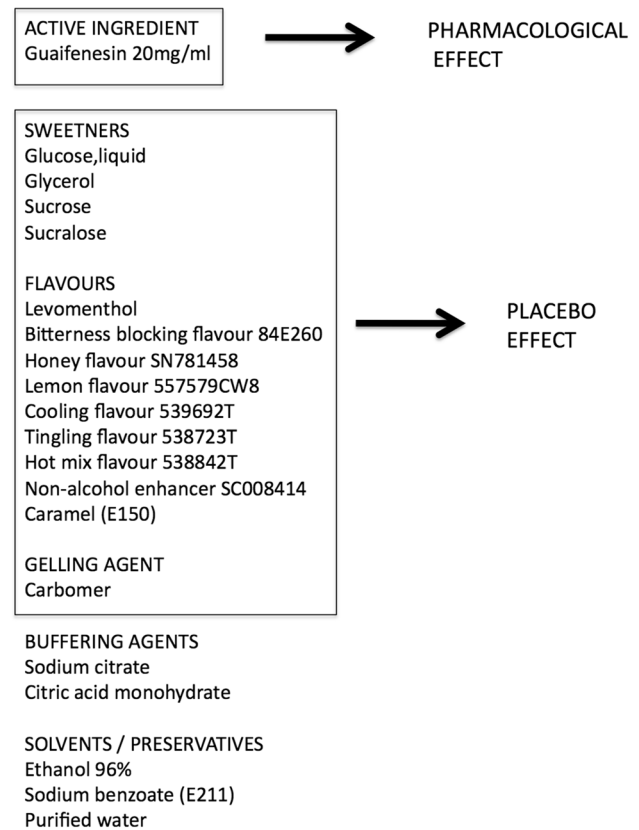 ACTIVE INGREDIENT
Guaifenesin 20mg/ml
PHARMACOLOGICAL
EFFECT
SWEETNERS
Glucose,liquid
Glycerol
Sucrose
Sucralose
FLAVOURS
Levomenthol
Bitterness blocking flavour 84E260
Honey flavour SN781458
Lemon flavour 557579CW8
Cooling flavour 539692T
Tingling flavour 538723T
Hot mix flavour 538842T
Non-alcohol enhancer SC008414
Caramel (E150)
GELLING AGENT
Carbomer
PLACEBO
EFFECT
BUFFERING AGENTS
Sodium citrate
Citric acid monohydrate
SOLVENTS / PRESERVATIVES
Ethanol 96%
Sodium benzoate (E211)
Purified water